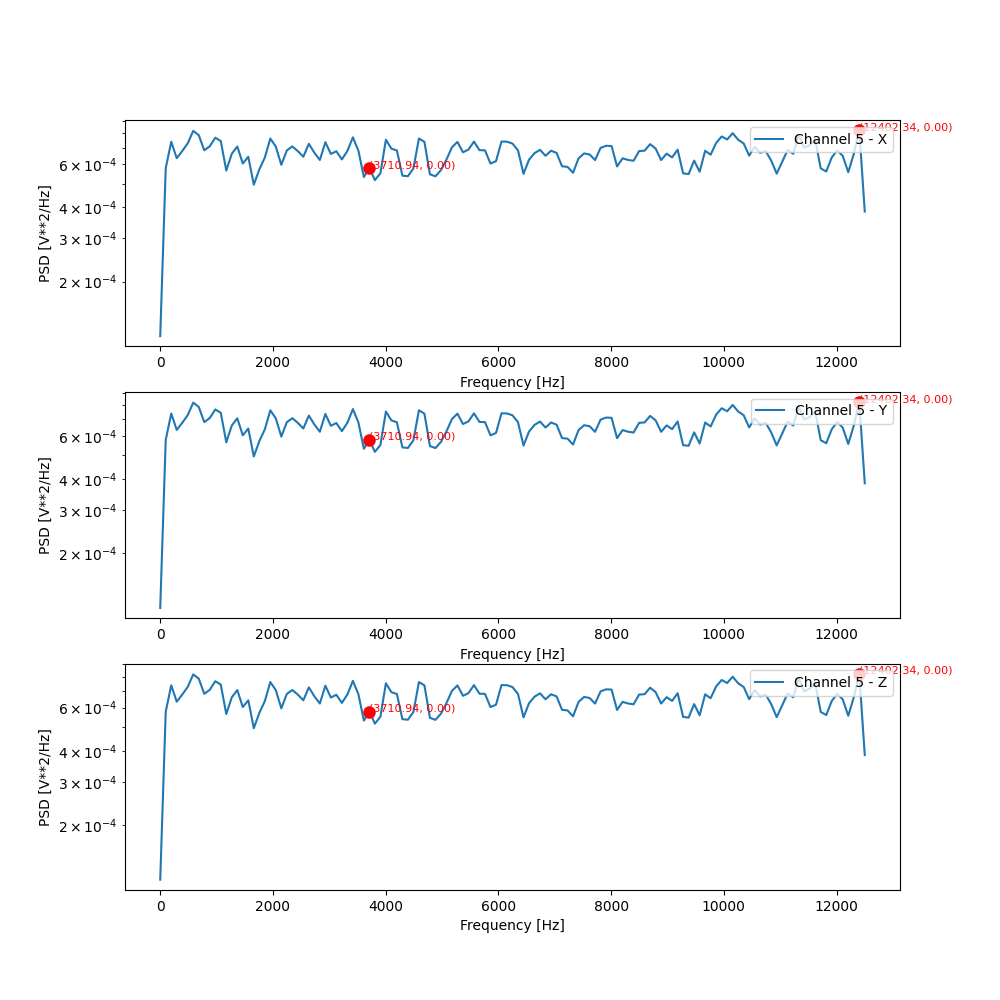 Channel 5 - X
(12402.34, 0.00)
(3710.94, 0.00)
6 × 10⁻⁴
4 × 10⁻⁴
3 × 10⁻⁴
2 × 10⁻⁴
PSD [V**2/Hz]
0 2000 4000 6000 8000 10000 12000
Frequency [Hz]
Channel 5 - Y
(12402.34, 0.00)
(3710.94, 0.00)
6 × 10⁻⁴
4 × 10⁻⁴
3 × 10⁻⁴
2 × 10⁻⁴
PSD [V**2/Hz]
0 2000 4000 6000 8000 10000 12000
Frequency [Hz]
Channel 5 - Z
(12402.34, 0.00)
(3710.94, 0.00)
6 × 10⁻⁴
4 × 10⁻⁴
3 × 10⁻⁴
2 × 10⁻⁴
PSD [V**2/Hz]
0 2000 4000 6000 8000 10000 12000
Frequency [Hz]